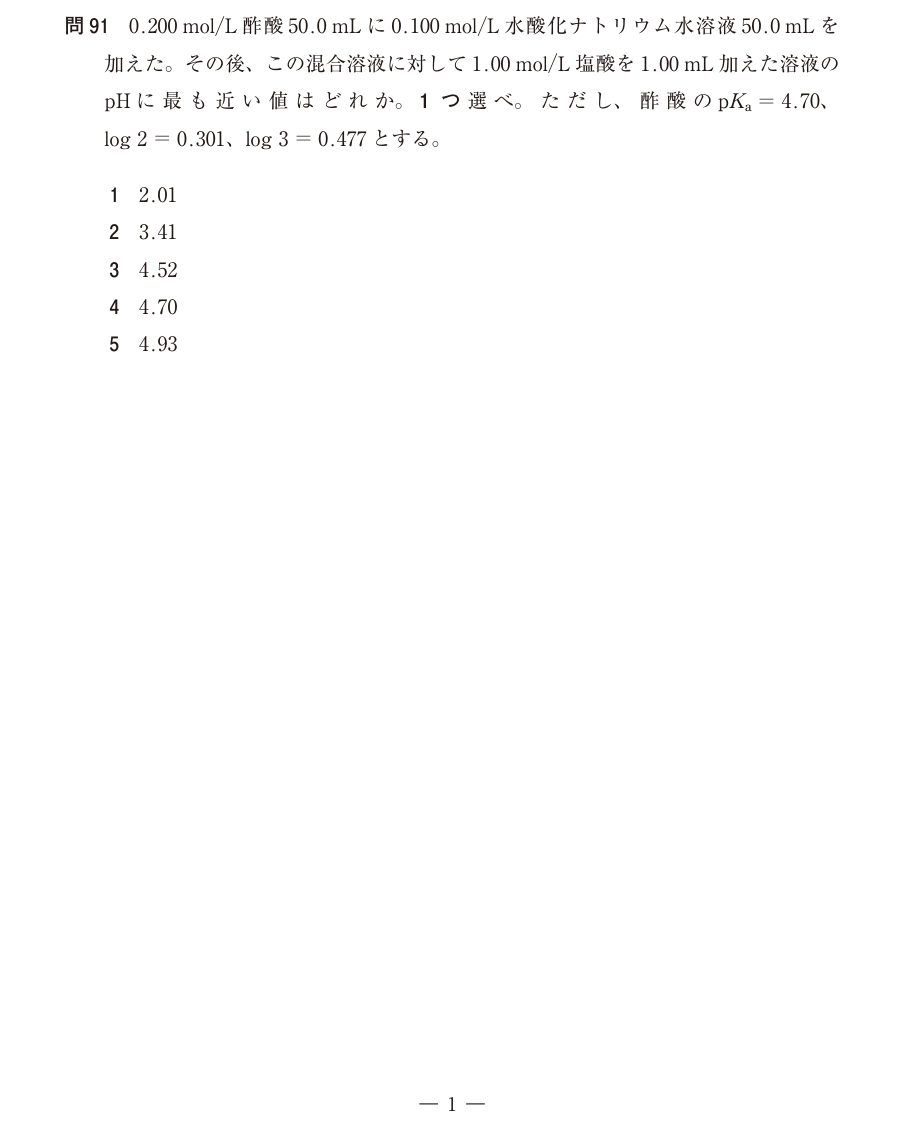 問 91　0.200 mol/L 酢酸 50.0 mL に 0.100 mol/L 水酸化ナトリウム水溶液 50.0 mL を
加えた。その後、この混合溶液に対して 1.00 mol/L 塩酸を 1.00 mL 加えた溶液の
pH に最も近い値はどれか。1 つ選べ。ただし、酢酸の pKa = 4.70、
log 2 = 0.301、log 3 = 0.477 とする。
1　2.01
2　3.41
3　4.52
4　4.70
5　4.93
— 1 —